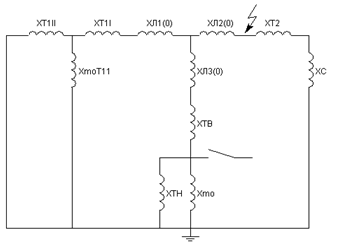 XT1II XT1I XЛ1(0) XЛ2(0) XT2
XmoT11 XЛ3(0) XC
XTB
XTH Xmo